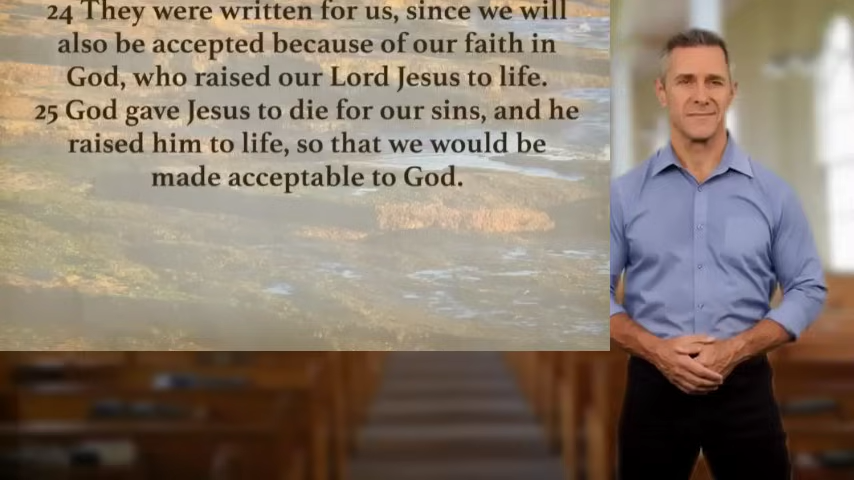 24 They were written for us, since we will
also be accepted because of our faith in
God, who raised our Lord Jesus to life.
25 God gave Jesus to die for our sins, and he
raised him to life, so that we would be
made acceptable to God.